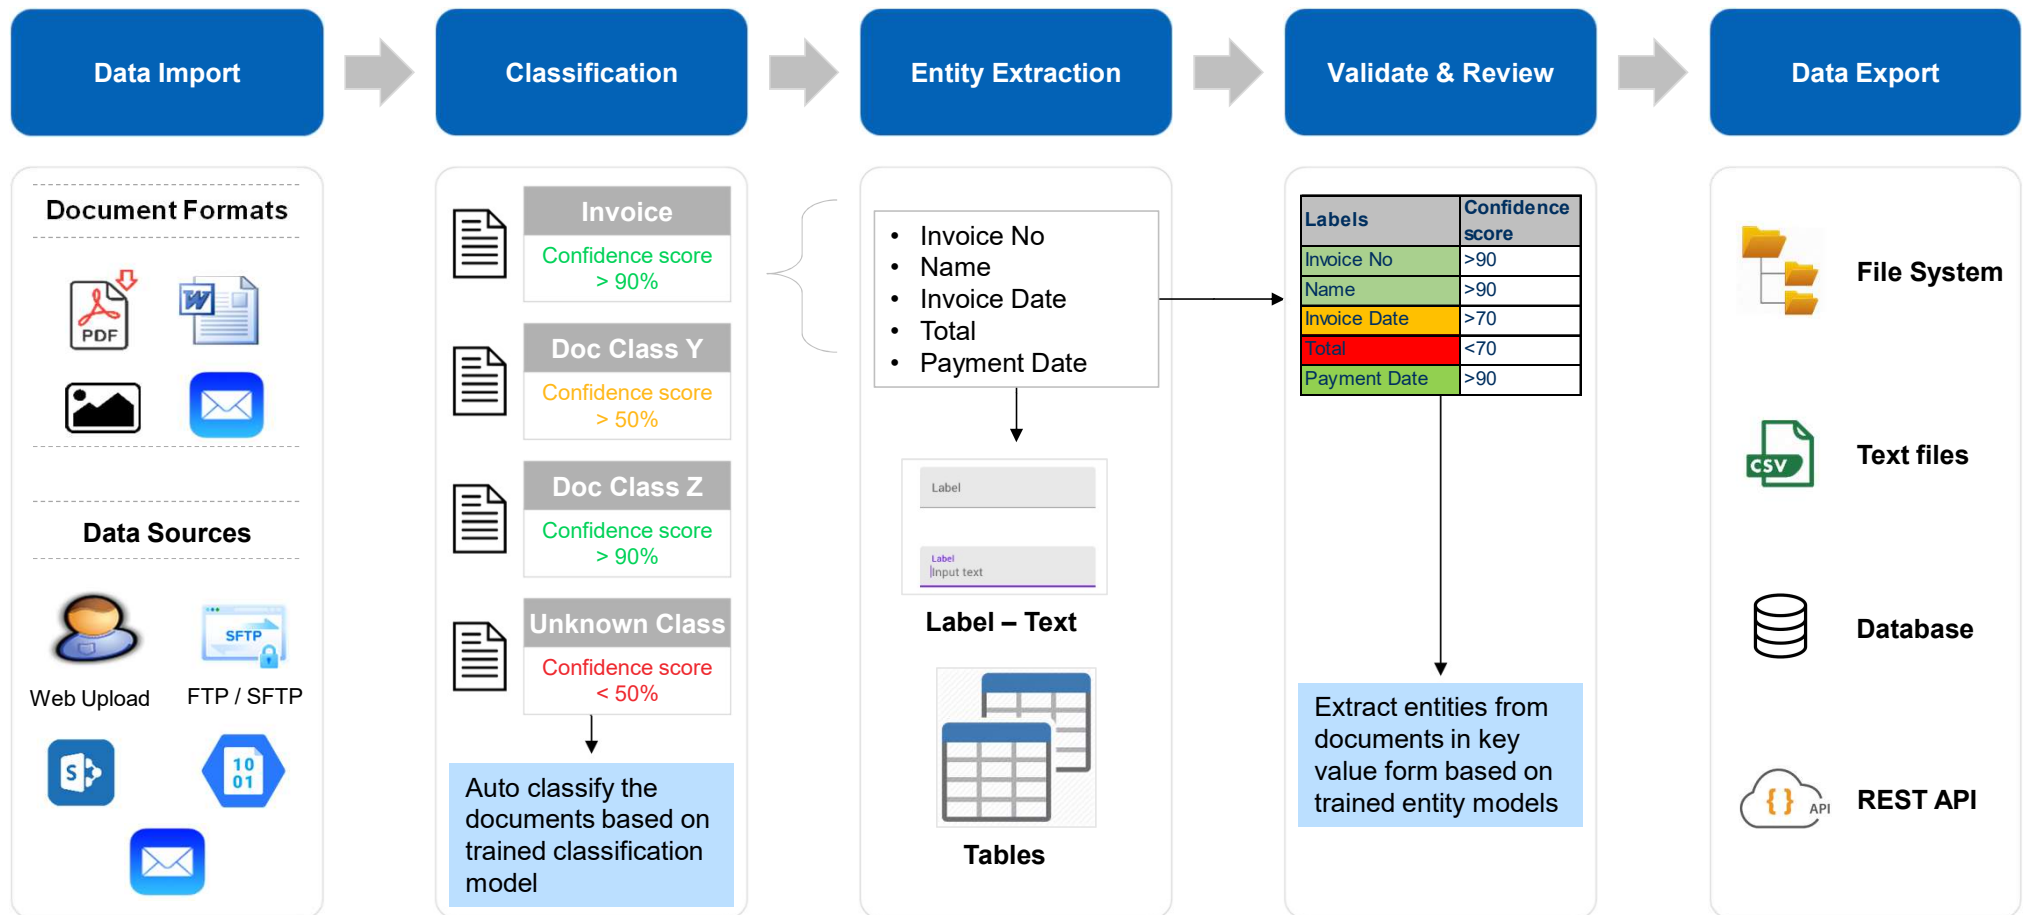 Data Import
Classification
Entity Extraction
Validate & Review
Data Export
Document Formats
PDF
W
Data Sources
SFTP
Web Upload
FTP / SFTP
S
10
01
Invoice
Confidence score
> 90%
Doc Class Y
Confidence score
> 50%
Doc Class Z
Confidence score
> 90%
Unknown Class
Confidence score
< 50%
Auto classify the
documents based on
trained classification
model
• Invoice No
• Name
• Invoice Date
• Total
• Payment Date
Label
Label
Input text
Label – Text
Tables
Labels Confidence
score
Invoice No >90
Name >90
Invoice Date >70
Total <70
Payment Date >90
Extract entities from
documents in key
value form based on
trained entity models
File System
CSV
Text files
Database
{ } API
REST API